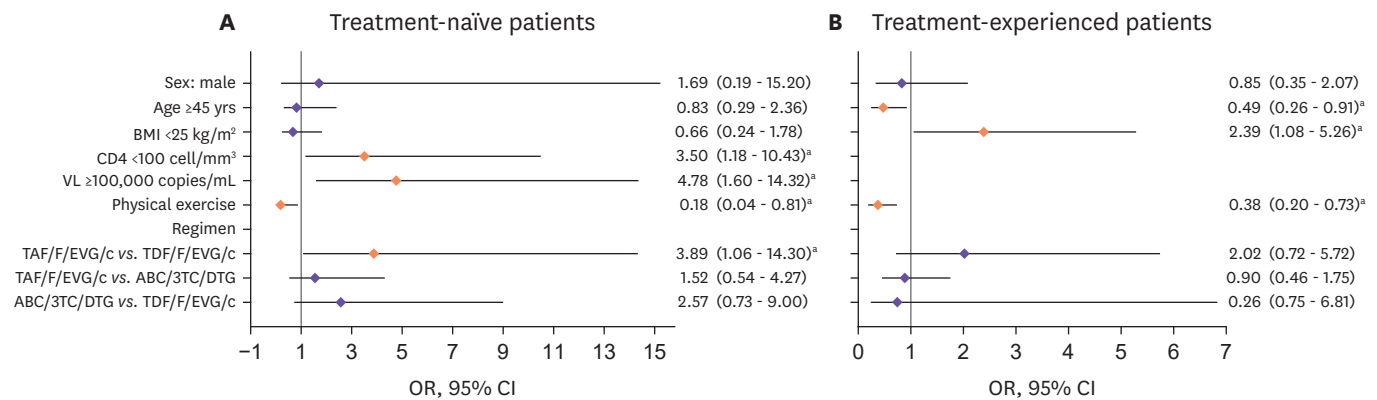 A Treatment-naïve patients
Sex: male 1.69 (0.19 - 15.20)
Age ≥45 yrs 0.83 (0.29 - 2.36)
BMI <25 kg/m² 0.66 (0.24 - 1.78)
CD4 <100 cell/mm³ 3.50 (1.18 - 10.43)ᵃ
VL ≥100,000 copies/mL 4.78 (1.60 - 14.32)ᵃ
Physical exercise 0.18 (0.04 - 0.81)ᵃ
Regimen
TAF/F/EVG/c vs. TDF/F/EVG/c 3.89 (1.06 - 14.30)ᵃ
TAF/F/EVG/c vs. ABC/3TC/DTG 1.52 (0.54 - 4.27)
ABC/3TC/DTG vs. TDF/F/EVG/c 2.57 (0.73 - 9.00)
−1 1 3 5 7 9 11 13 15
OR, 95% CI
B Treatment-experienced patients
0.85 (0.35 - 2.07)
0.49 (0.26 - 0.91)ᵃ
2.39 (1.08 - 5.26)ᵃ
0.38 (0.20 - 0.73)ᵃ
2.02 (0.72 - 5.72)
0.90 (0.46 - 1.75)
0.26 (0.75 - 6.81)
0 1 2 3 4 5 6 7
OR, 95% CI